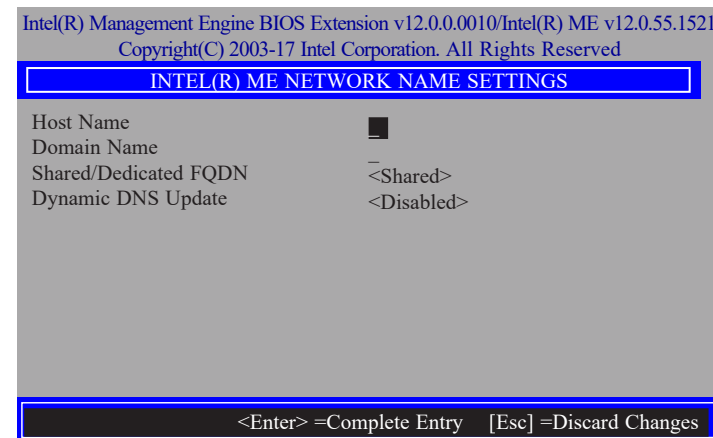 Intel(R) Management Engine BIOS Extension v12.0.0.0010/Intel(R) ME v12.0.55.1521
Copyright(C) 2003-17 Intel Corporation. All Rights Reserved
INTEL(R) ME NETWORK NAME SETTINGS
Host Name _
Domain Name _
Shared/Dedicated FQDN <Shared>
Dynamic DNS Update <Disabled>
<Enter> =Complete Entry [Esc] =Discard Changes